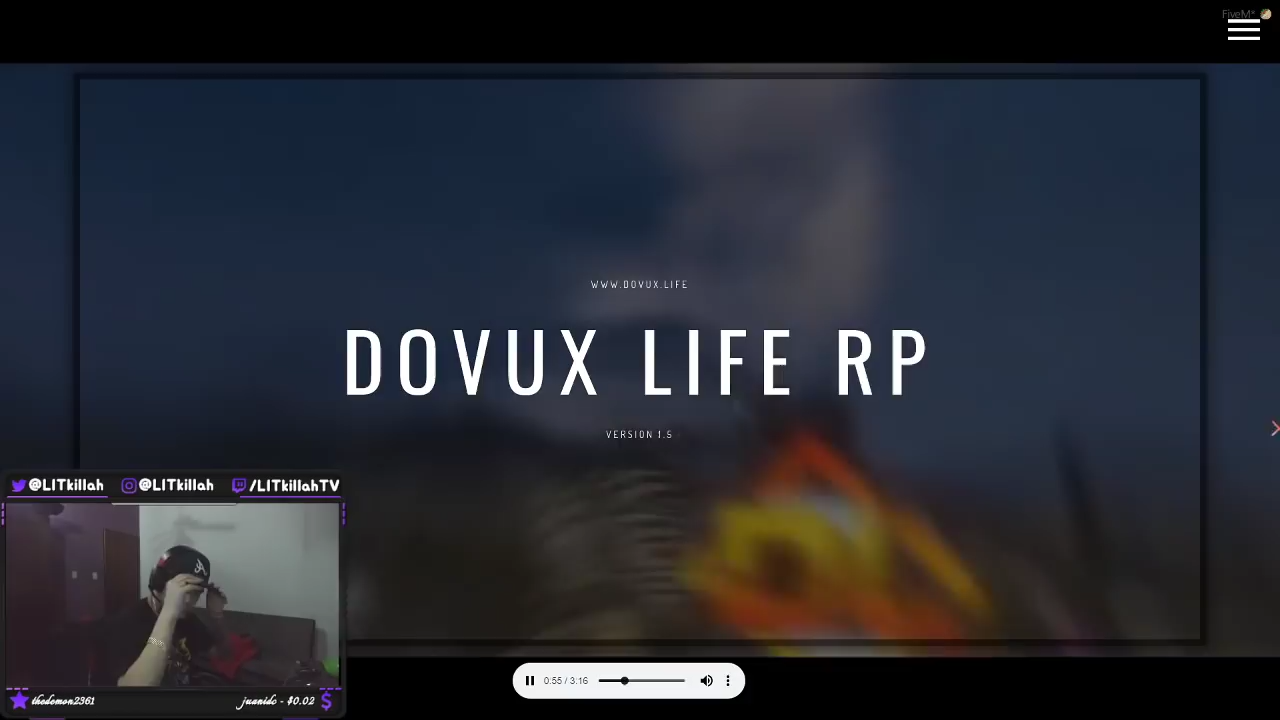 FiveM*
WWW.DOVUX.LIFE
DOVUX LIFE RP
VERSION 1.5
@LITkillah @LITkillah /LITkillahTV
thedemon2361 juanidc - $0.02
0:55 / 3:16